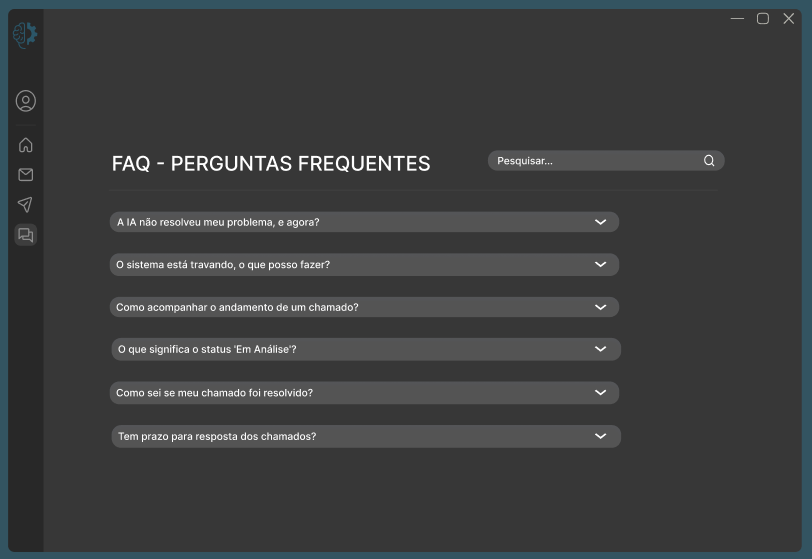 FAQ - PERGUNTAS FREQUENTES
Pesquisar...
A IA não resolveu meu problema, e agora?
O sistema está travando, o que posso fazer?
Como acompanhar o andamento de um chamado?
O que significa o status 'Em Análise'?
Como sei se meu chamado foi resolvido?
Tem prazo para resposta dos chamados?